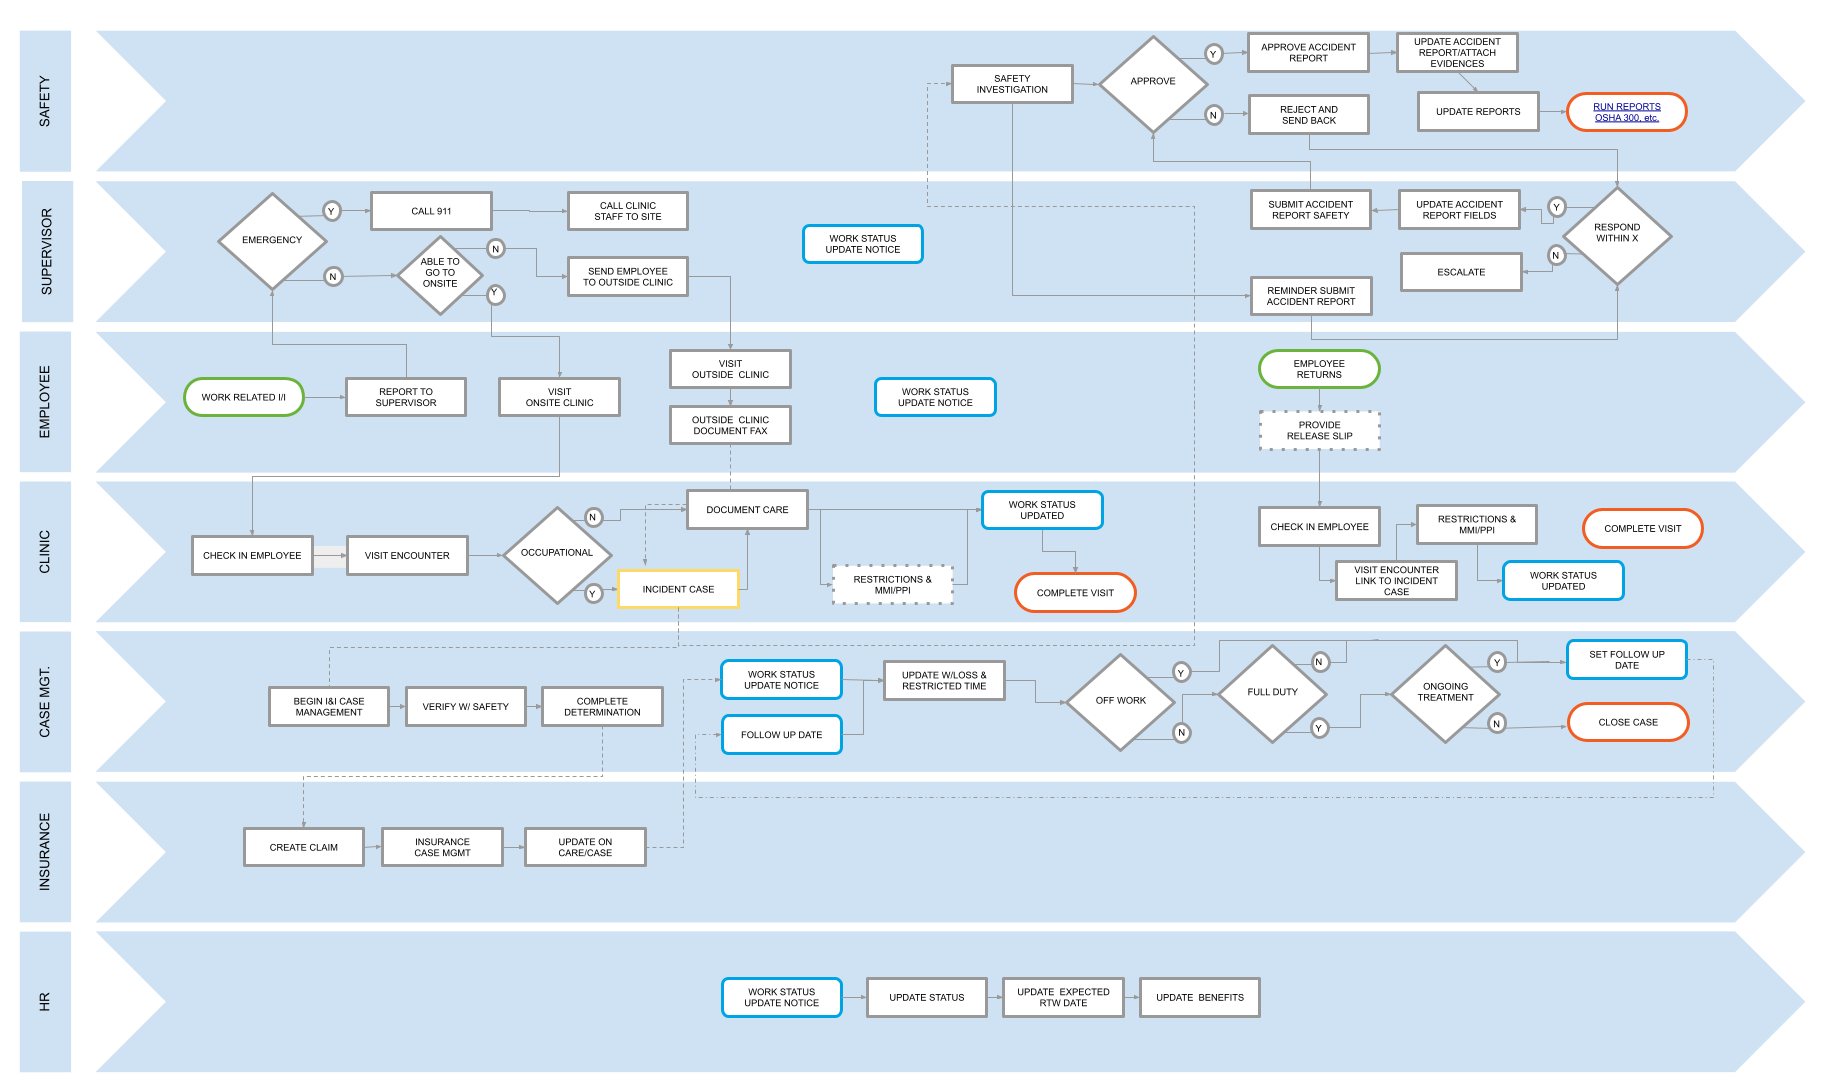 SAFETY
SAFETY
INVESTIGATION
APPROVE
Y
N
APPROVE ACCIDENT
REPORT
UPDATE ACCIDENT
REPORT/ATTACH
EVIDENCES
REJECT AND
SEND BACK
UPDATE REPORTS
RUN REPORTS
OSHA 300, etc.
SUPERVISOR
EMERGENCY
Y
N
CALL 911
CALL CLINIC
STAFF TO SITE
ABLE TO
GO TO
ONSITE
N
Y
SEND EMPLOYEE
TO OUTSIDE CLINIC
WORK STATUS
UPDATE NOTICE
SUBMIT ACCIDENT
REPORT SAFETY
UPDATE ACCIDENT
REPORT FIELDS
Y
N
RESPOND
WITHIN X
ESCALATE
REMINDER SUBMIT
ACCIDENT REPORT
EMPLOYEE
WORK RELATED I/I
REPORT TO
SUPERVISOR
VISIT
ONSITE CLINIC
VISIT
OUTSIDE CLINIC
OUTSIDE CLINIC
DOCUMENT FAX
WORK STATUS
UPDATE NOTICE
EMPLOYEE
RETURNS
PROVIDE
RELEASE SLIP
CLINIC
CHECK IN EMPLOYEE
VISIT ENCOUNTER
OCCUPATIONAL
N
Y
DOCUMENT CARE
INCIDENT CASE
RESTRICTIONS &
MMI/PPI
WORK STATUS
UPDATED
COMPLETE VISIT
CHECK IN EMPLOYEE
VISIT ENCOUNTER
LINK TO INCIDENT
CASE
RESTRICTIONS &
MMI/PPI
WORK STATUS
UPDATED
COMPLETE VISIT
CASE MGT.
BEGIN I&I CASE
MANAGEMENT
VERIFY W/ SAFETY
COMPLETE
DETERMINATION
WORK STATUS
UPDATE NOTICE
FOLLOW UP DATE
UPDATE W/LOSS &
RESTRICTED TIME
OFF WORK
Y
N
FULL DUTY
N
Y
ONGOING
TREATMENT
Y
N
SET FOLLOW UP
DATE
CLOSE CASE
INSURANCE
CREATE CLAIM
INSURANCE
CASE MGMT
UPDATE ON
CARE/CASE
HR
WORK STATUS
UPDATE NOTICE
UPDATE STATUS
UPDATE EXPECTED
RTW DATE
UPDATE BENEFITS